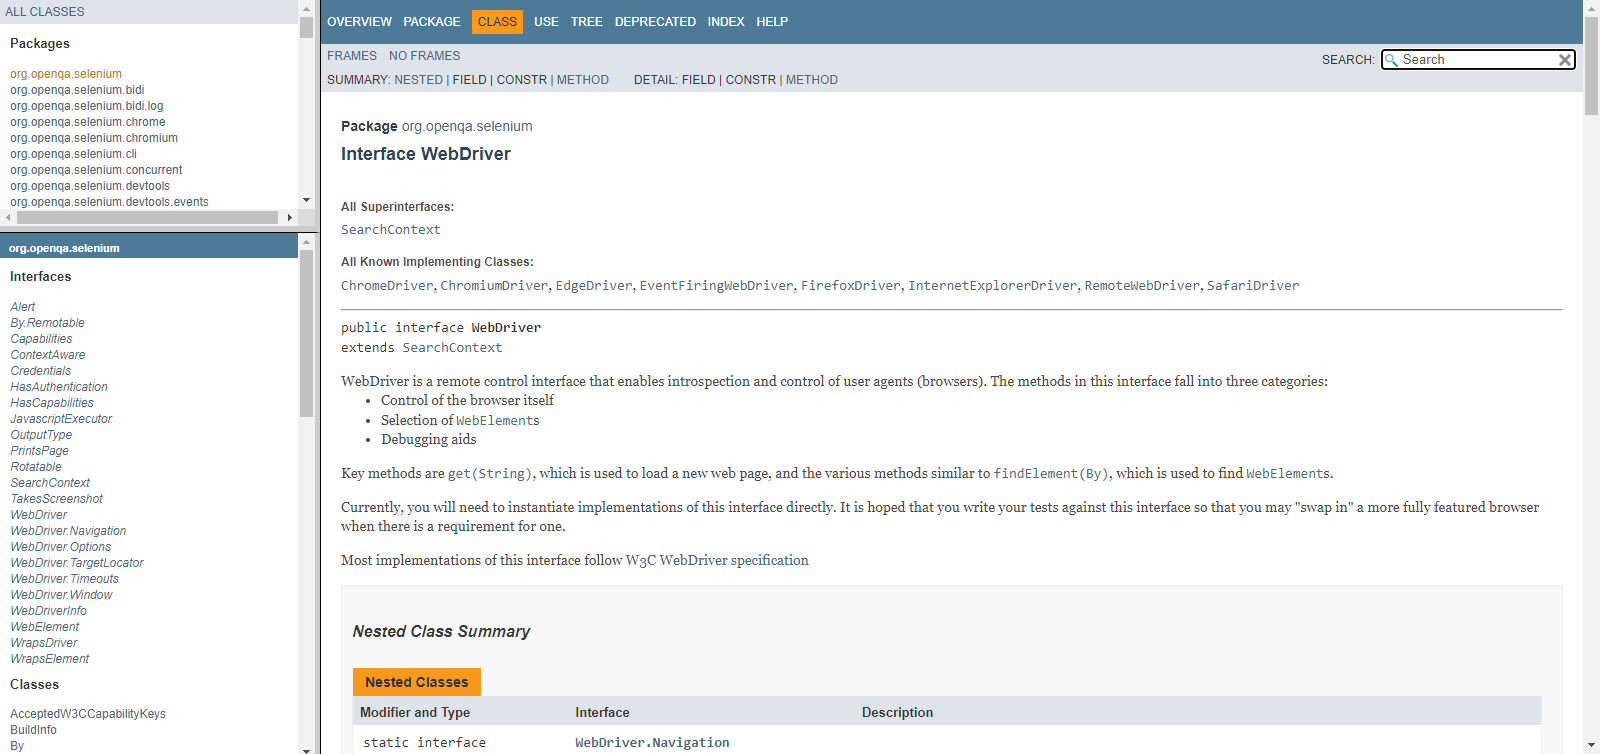 ALL CLASSES
Packages
org.openqa.selenium
org.openqa.selenium.bidi
org.openqa.selenium.bidi.log
org.openqa.selenium.chrome
org.openqa.selenium.chromium
org.openqa.selenium.cli
org.openqa.selenium.concurrent
org.openqa.selenium.devtools
org.openqa.selenium.devtools.events
org.openqa.selenium
Interfaces
Alert
By.Remotable
Capabilities
ContextAware
Credentials
HasAuthentication
HasCapabilities
JavascriptExecutor
OutputType
PrintsPage
Rotatable
SearchContext
TakesScreenshot
WebDriver
WebDriver.Navigation
WebDriver.Options
WebDriver.TargetLocator
WebDriver.Timeouts
WebDriver.Window
WebDriverInfo
WebElement
WrapsDriver
WrapsElement
Classes
AcceptedW3CCapabilityKeys
BuildInfo
By
OVERVIEW PACKAGE CLASS USE TREE DEPRECATED INDEX HELP
FRAMES NO FRAMES
SEARCH: Search
SUMMARY: NESTED | FIELD | CONSTR | METHOD DETAIL: FIELD | CONSTR | METHOD
Package org.openqa.selenium
Interface WebDriver
All Superinterfaces:
SearchContext
All Known Implementing Classes:
ChromeDriver, ChromiumDriver, EdgeDriver, EventFiringWebDriver, FirefoxDriver, InternetExplorerDriver, RemoteWebDriver, SafariDriver
public interface WebDriver
extends SearchContext
WebDriver is a remote control interface that enables introspection and control of user agents (browsers). The methods in this interface fall into three categories:
• Control of the browser itself
• Selection of WebElements
• Debugging aids
Key methods are get(String), which is used to load a new web page, and the various methods similar to findElement(By), which is used to find WebElements.
Currently, you will need to instantiate implementations of this interface directly. It is hoped that you write your tests against this interface so that you may "swap in" a more fully featured browser
when there is a requirement for one.
Most implementations of this interface follow W3C WebDriver specification
Nested Class Summary
Nested Classes
Modifier and Type Interface Description
static interface WebDriver.Navigation